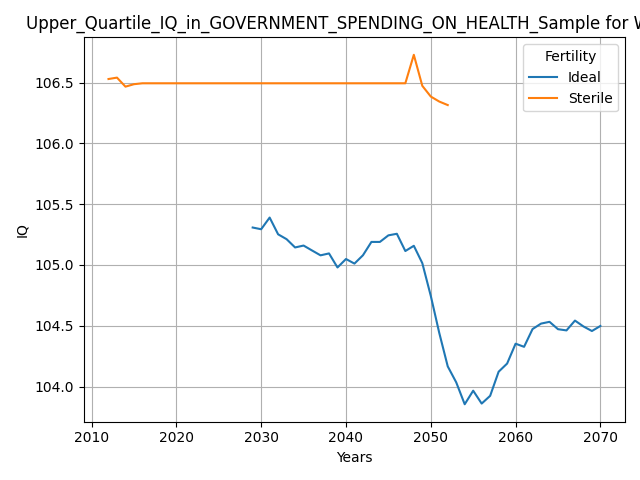 Upper_Quartile_IQ_in_GOVERNMENT_SPENDING_ON_HEALTH_Sample for W
Fertility
Ideal
Sterile
106.5
106.0
105.5
105.0
104.5
104.0
IQ
2010 2020 2030 2040 2050 2060 2070
Years